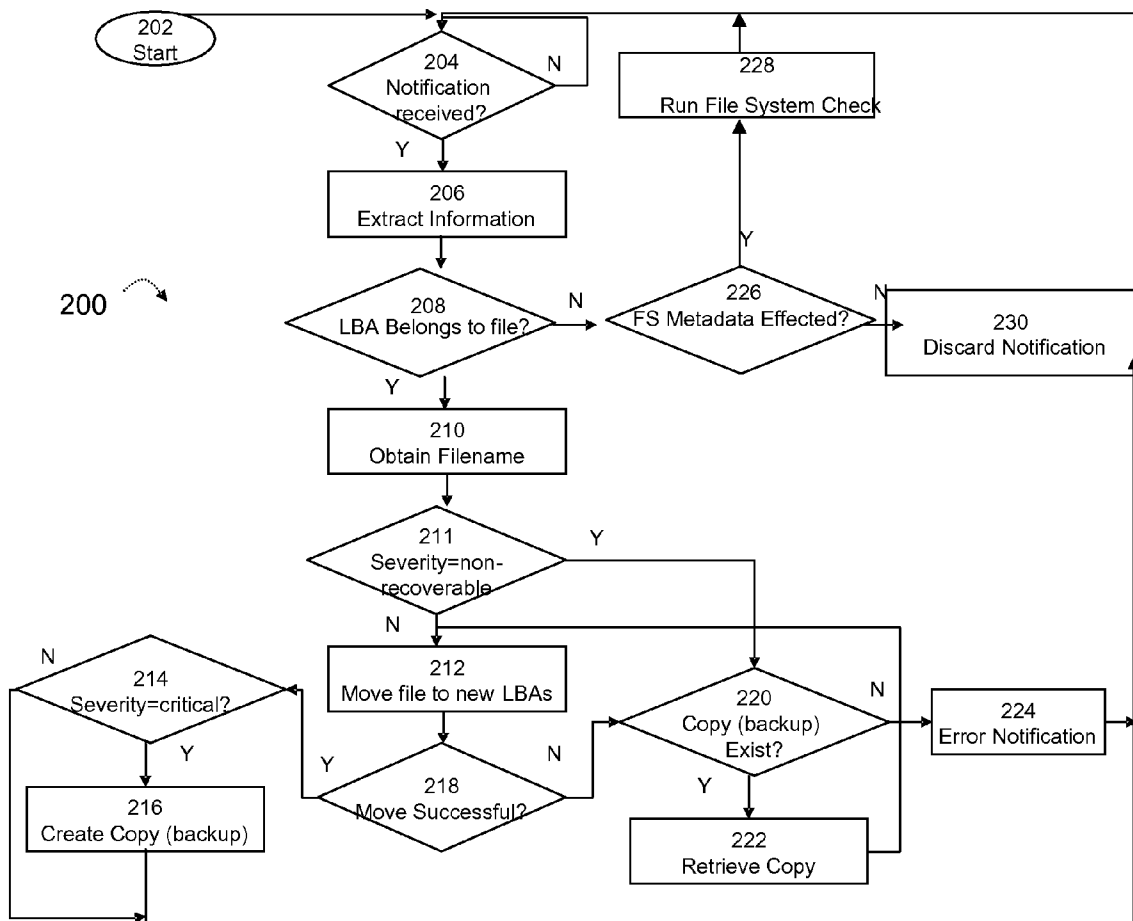 202
Start
204
Notification
received?
N
Y
228
Run File System Check
206
Extract Information
Y
200
208
LBA Belongs to file?
N
Y
226
FS Metadata Effected?
N
230
Discard Notification
210
Obtain Filename
211
Severity=non-
recoverable
Y
N
212
Move file to new LBAs
N
214
Severity=critical?
Y
216
Create Copy (backup)
Y
218
Move Successful?
N
220
Copy (backup)
Exist?
N
Y
224
Error Notification
222
Retrieve Copy